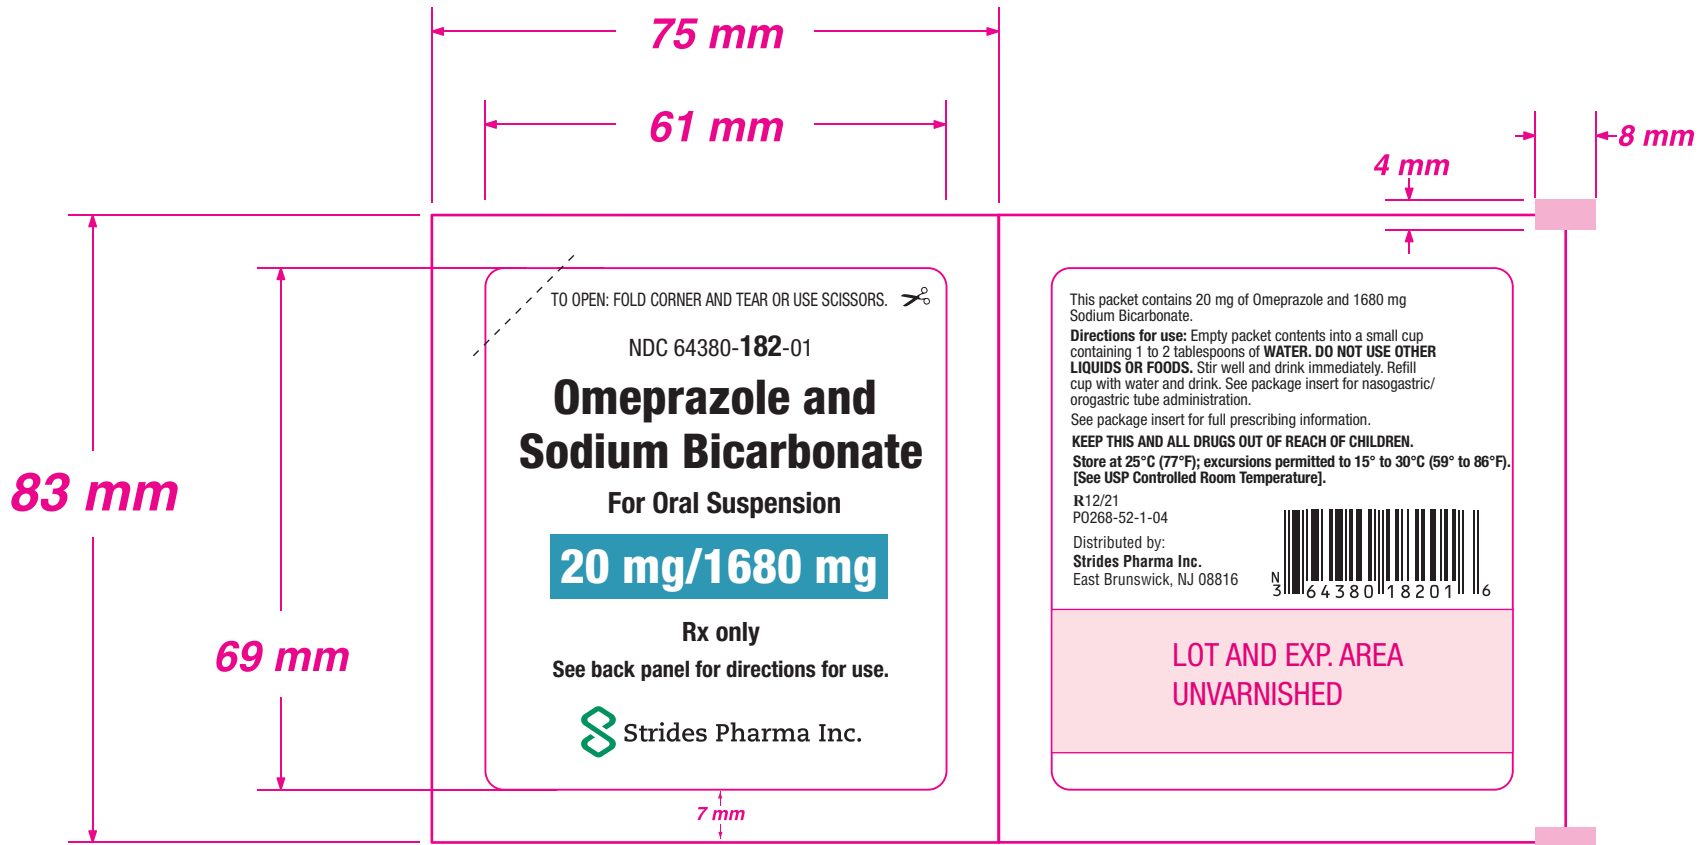 75 mm
61 mm
8 mm
4 mm
83 mm
69 mm
7 mm
TO OPEN: FOLD CORNER AND TEAR OR USE SCISSORS.
NDC 64380-182-01
Omeprazole and
Sodium Bicarbonate
For Oral Suspension
20 mg/1680 mg
Rx only
See back panel for directions for use.
Strides Pharma Inc.
This packet contains 20 mg of Omeprazole and 1680 mg
Sodium Bicarbonate.
Directions for use: Empty packet contents into a small cup
containing 1 to 2 tablespoons of WATER. DO NOT USE OTHER
LIQUIDS OR FOODS. Stir well and drink immediately. Refill
cup with water and drink. See package insert for nasogastric/
orogastric tube administration.
See package insert for full prescribing information.
KEEP THIS AND ALL DRUGS OUT OF REACH OF CHILDREN.
Store at 25°C (77°F); excursions permitted to 15° to 30°C (59° to 86°F).
[See USP Controlled Room Temperature].
R12/21
PO268-52-1-04
Distributed by:
Strides Pharma Inc.
East Brunswick, NJ 08816
N
3 64380 18201 6
LOT AND EXP. AREA
UNVARNISHED